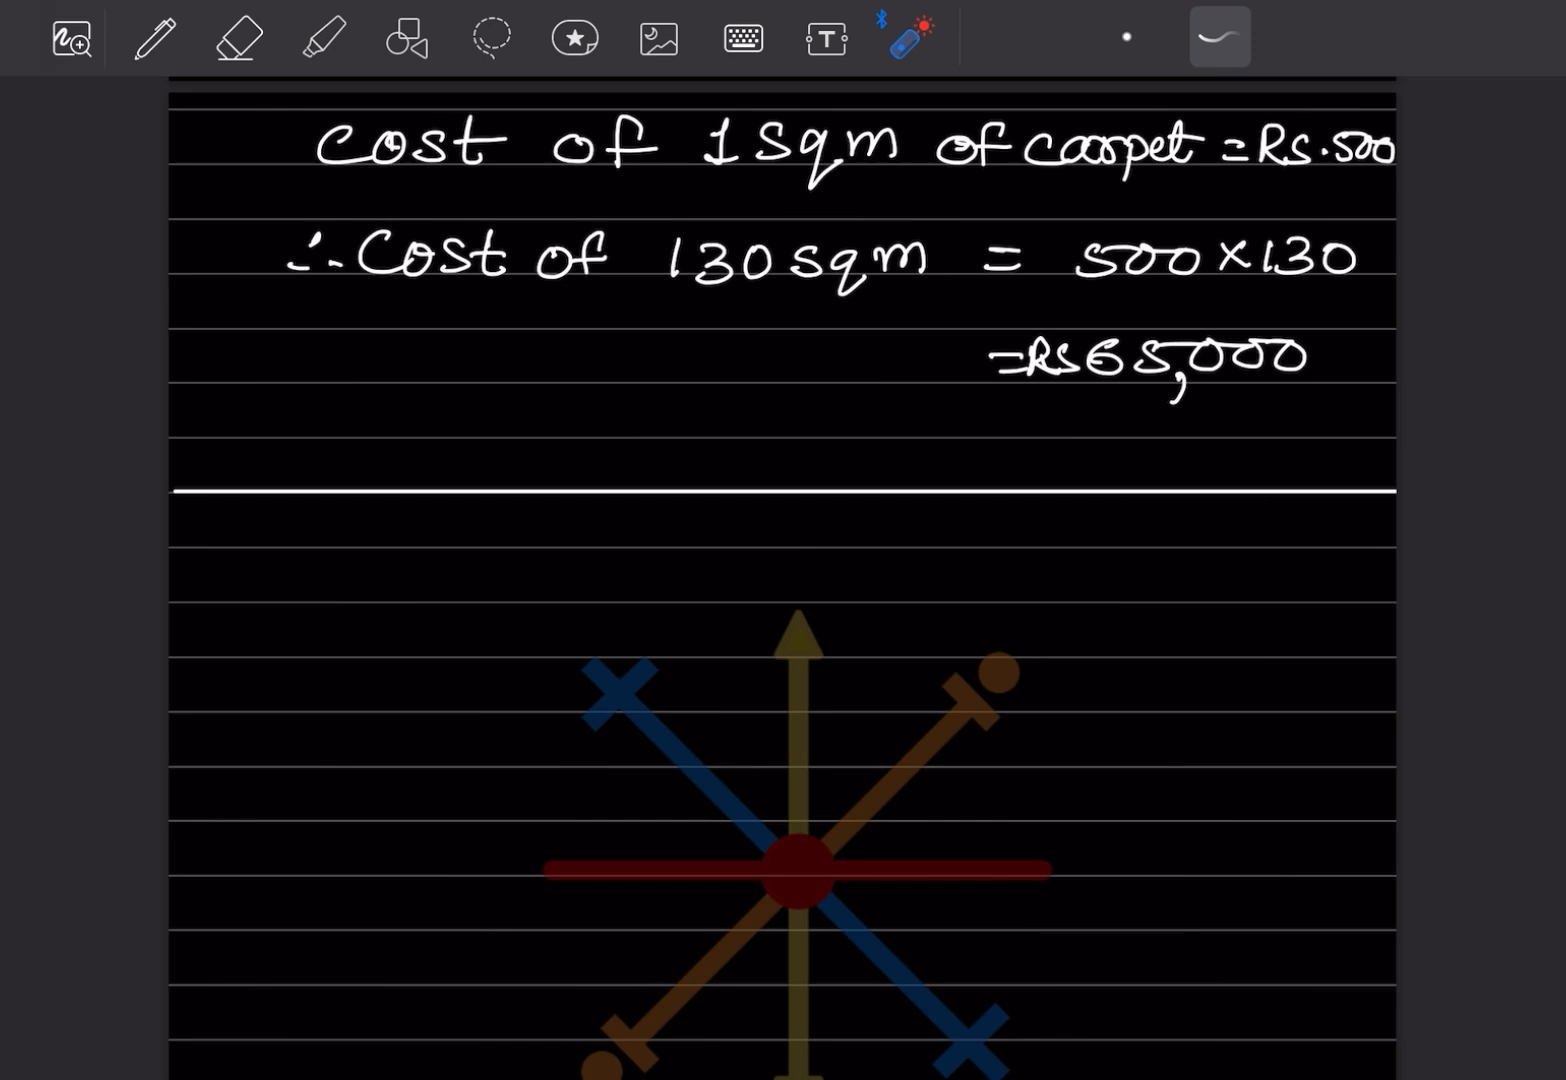 Cost of 1 sqm of carpet = Rs. 500
∴ Cost of 130 sqm = 500 × 130
= Rs 65,000